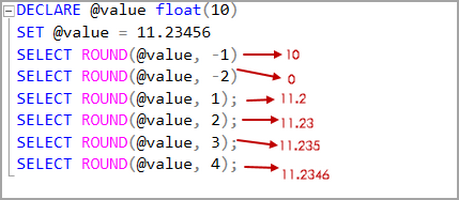 DECLARE @value float(10)
SET @value = 11.23456
SELECT ROUND(@value, -1) 10
SELECT ROUND(@value, -2) 0
SELECT ROUND(@value, 1); 11.2
SELECT ROUND(@value, 2); 11.23
SELECT ROUND(@value, 3); 11.235
SELECT ROUND(@value, 4); 11.2346